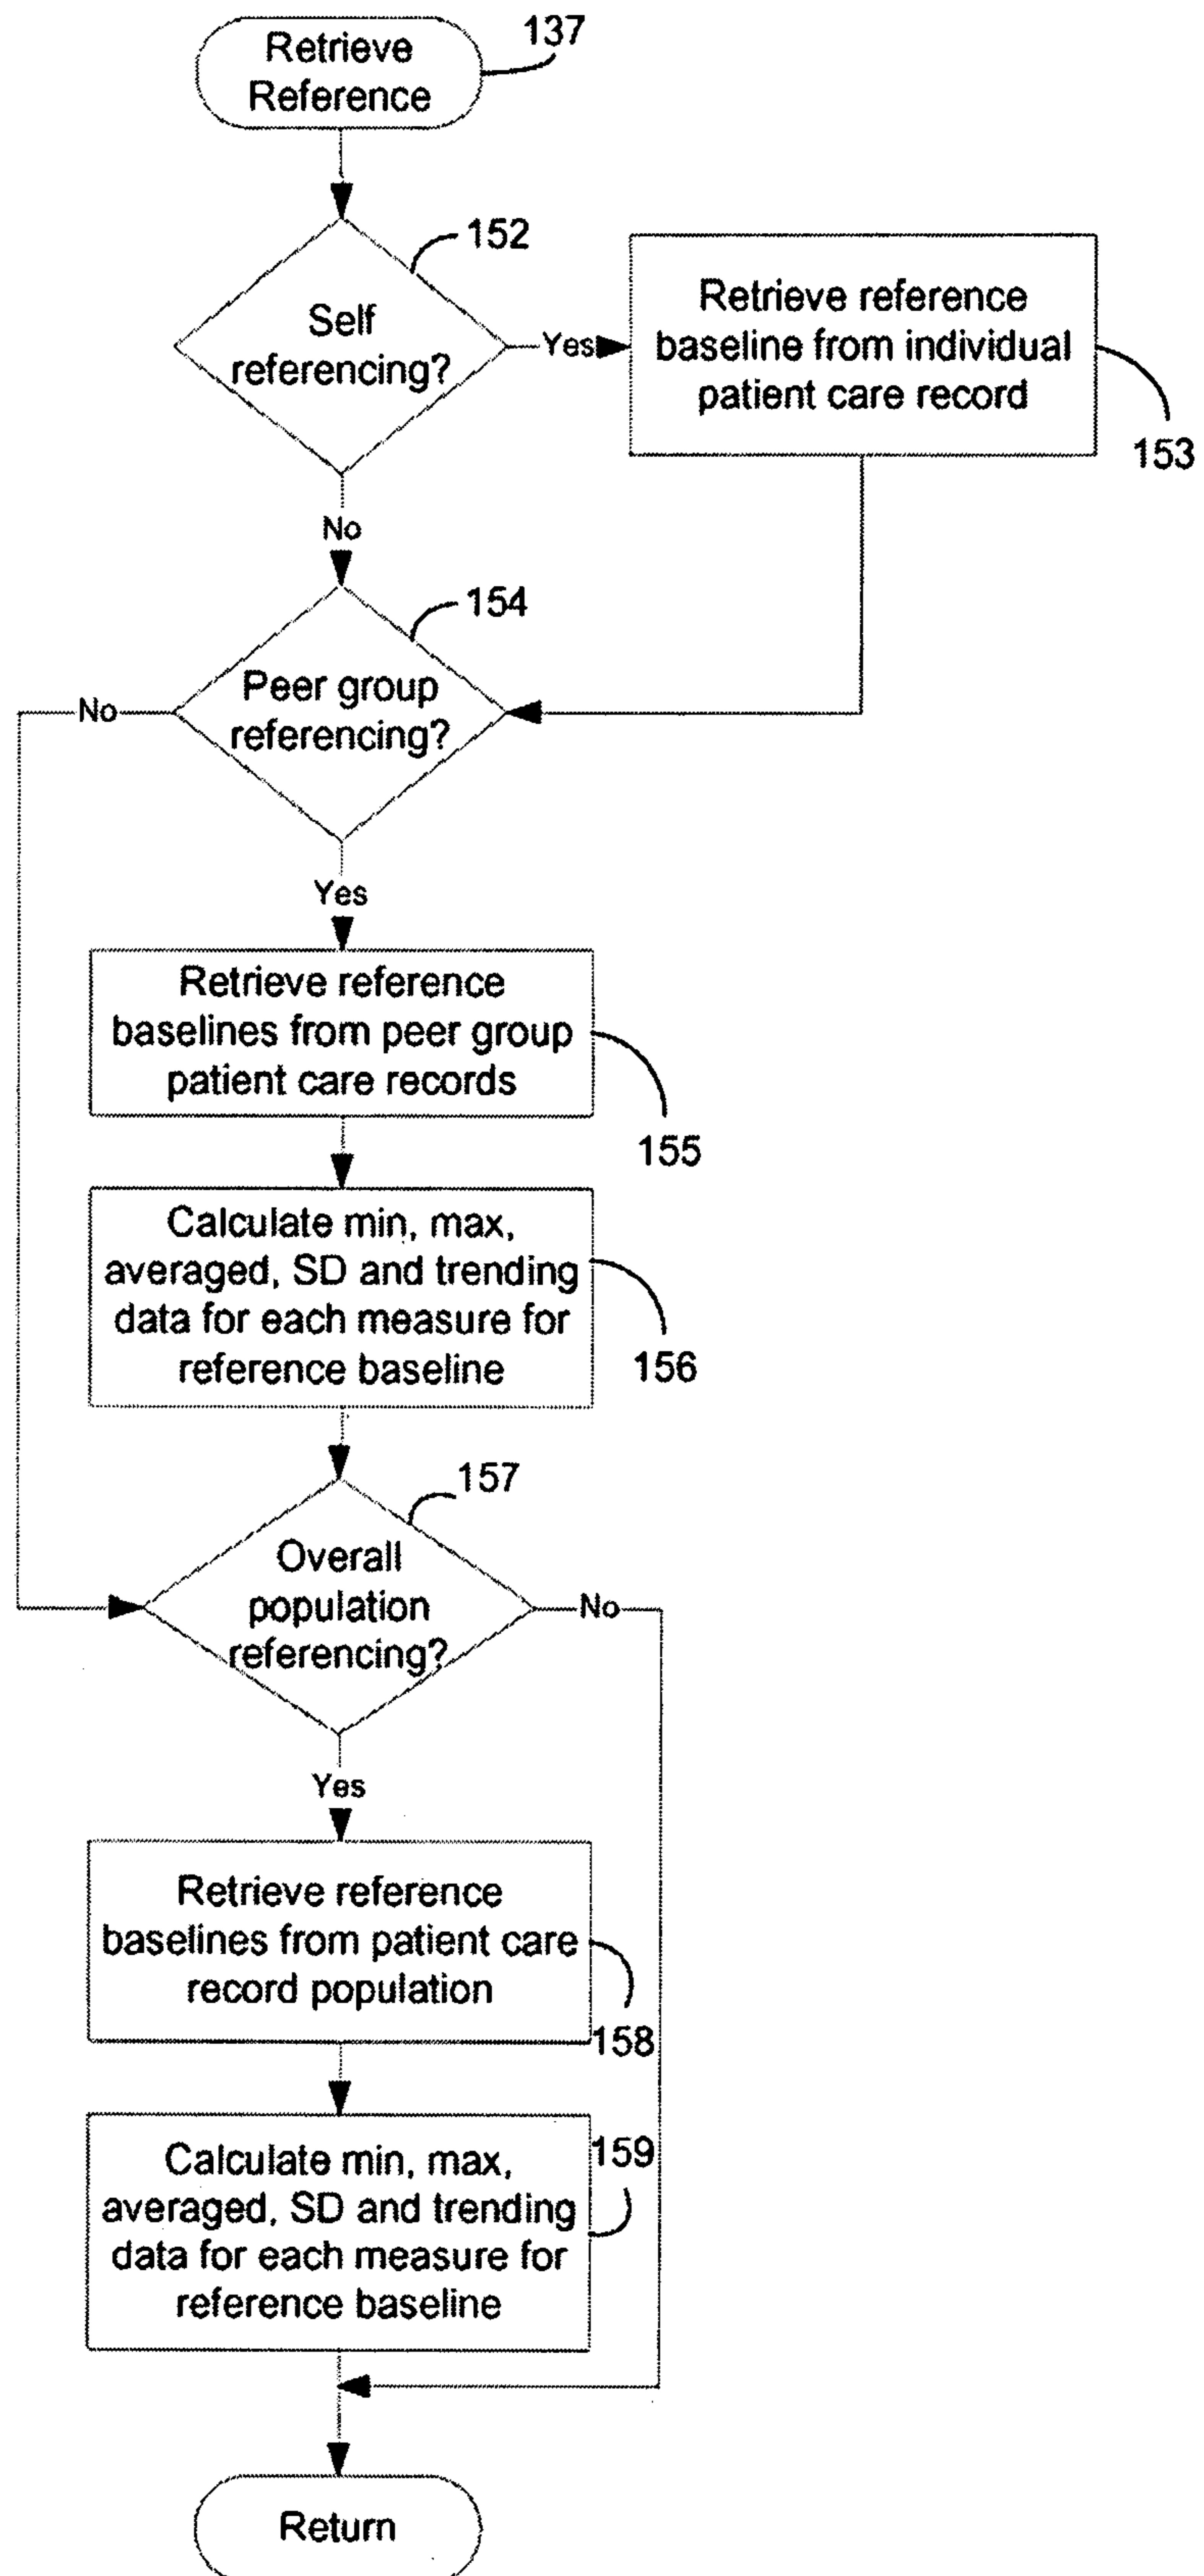 Retrieve
Reference
137
152
Self
referencing?
Yes
Retrieve reference
baseline from individual
patient care record
153
No
154
Peer group
referencing?
No
Yes
Retrieve reference
baselines from peer group
patient care records
155
Calculate min, max,
averaged, SD and trending
data for each measure for
reference baseline
156
157
Overall
population
referencing?
No
Yes
Retrieve reference
baselines from patient care
record population
158
Calculate min, max,
averaged, SD and trending
data for each measure for
reference baseline
159
Return